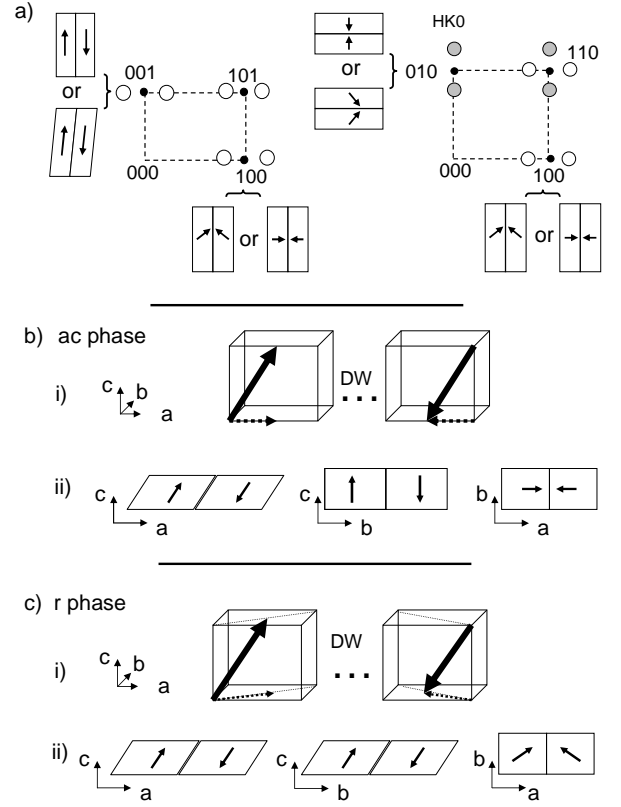 a)
HK0
001
101
or
000
100
or
or
010
110
or
000
100
or
b) ac phase
i)
c
b
a
DW
...
ii)
c
a
c
b
b
a
c) r phase
i)
c
b
a
DW
...
ii)
c
a
c
b
b
a